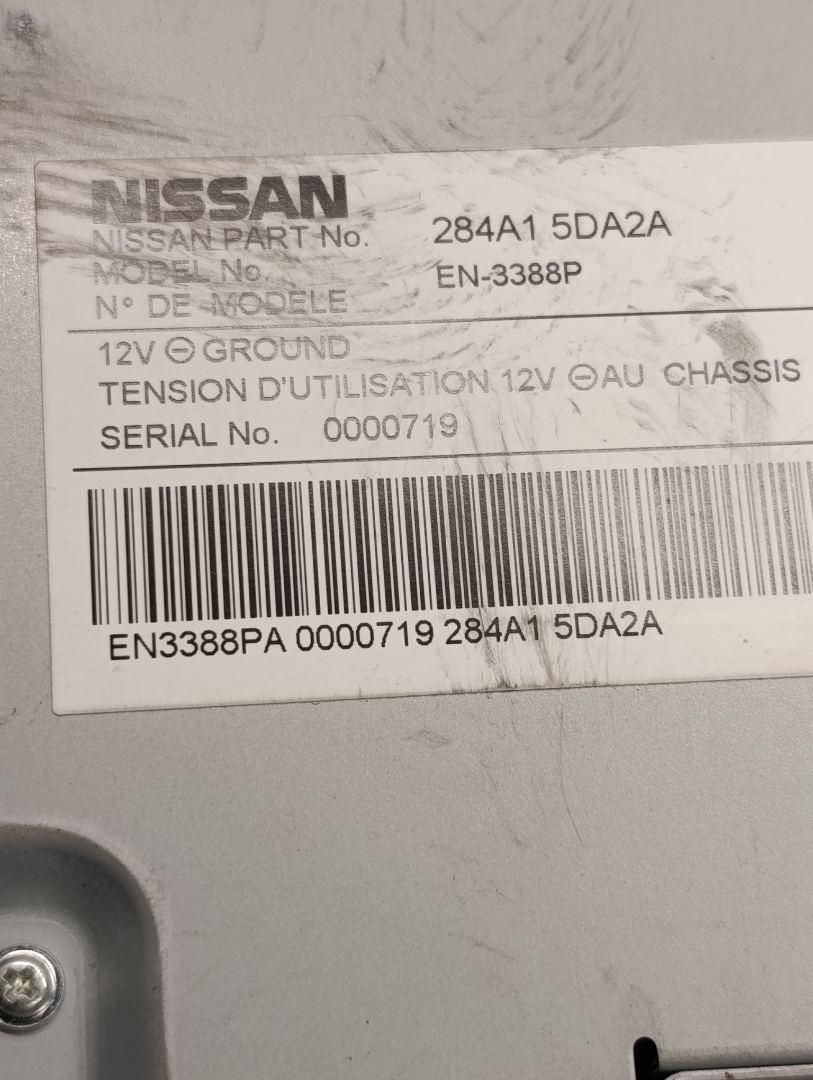 NISSAN
NISSAN PART No. 284A1 5DA2A
MODEL No. EN-3388P
N° DE MODELE
12V ⊖ GROUND
TENSION D'UTILISATION 12V ⊖ AU CHASSIS
SERIAL No. 0000719
EN3388PA 0000719 284A1 5DA2A